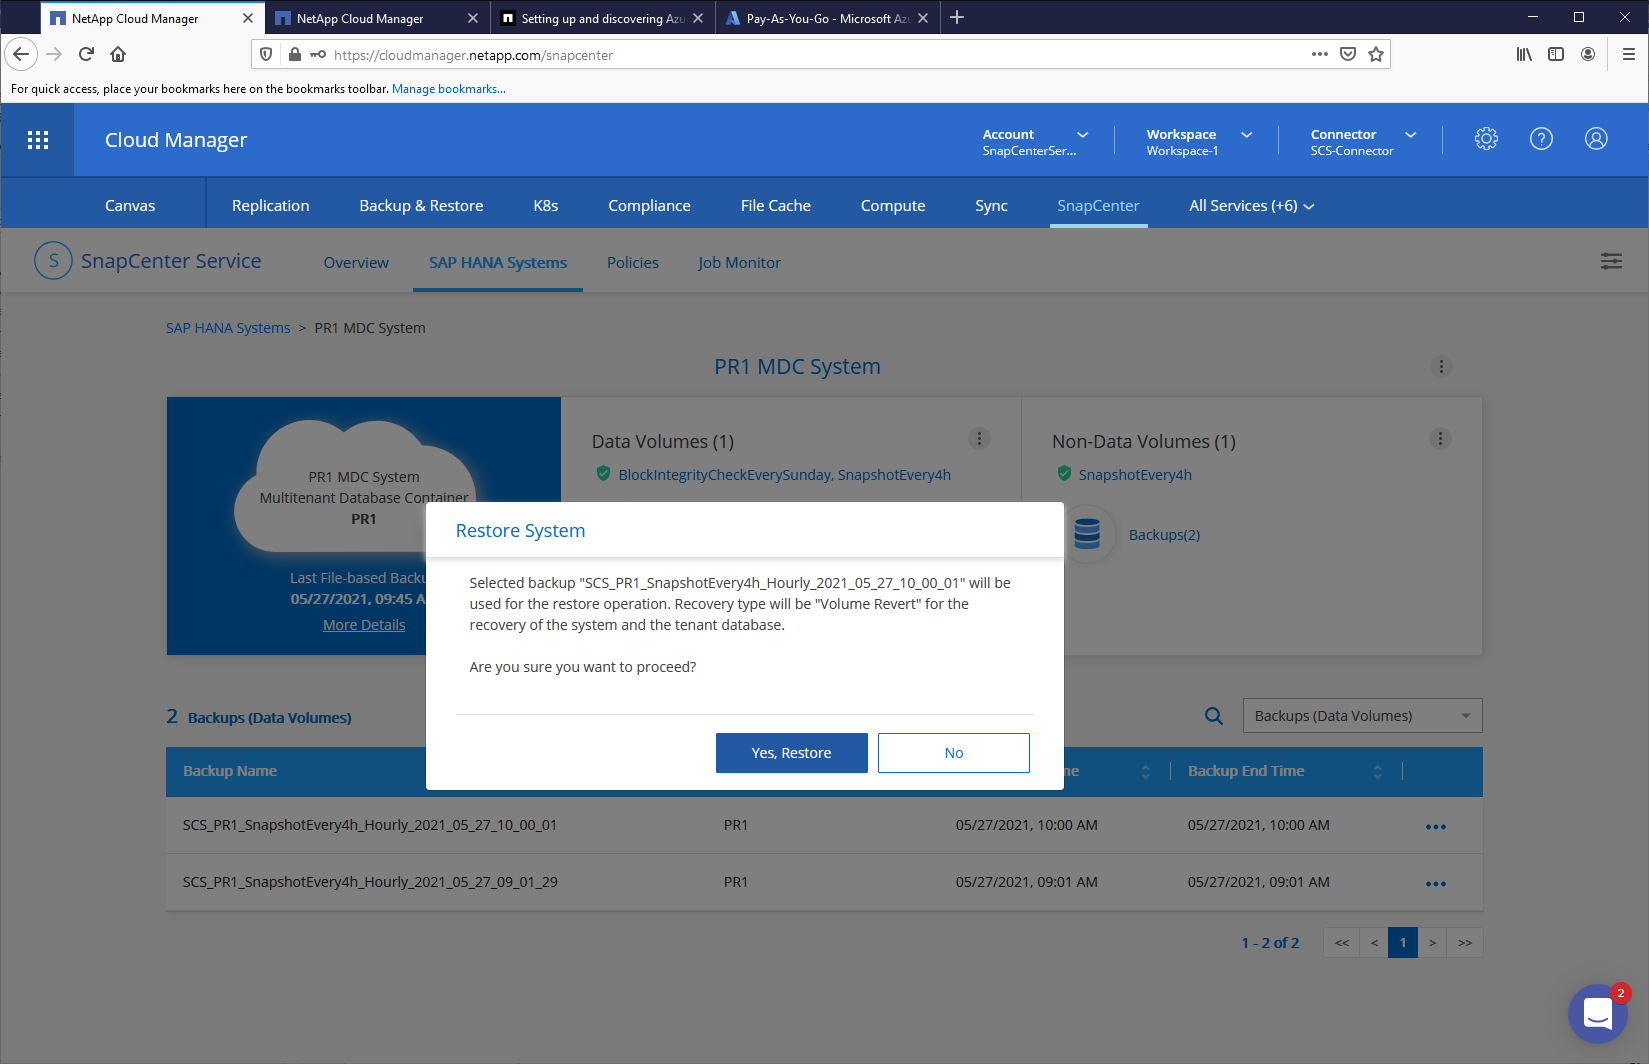 NetApp Cloud Manager
NetApp Cloud Manager
Setting up and discovering Azu
Pay-As-You-Go - Microsoft Az
https://cloudmanager.netapp.com/snapcenter
For quick access, place your bookmarks here on the bookmarks toolbar. Manage bookmarks...
Cloud Manager
Account
SnapCenterSer...
Workspace
Workspace-1
Connector
SCS-Connector
Canvas
Replication
Backup & Restore
K8s
Compliance
File Cache
Compute
Sync
SnapCenter
All Services (+6)
S
SnapCenter Service
Overview
SAP HANA Systems
Policies
Job Monitor
SAP HANA Systems > PR1 MDC System
PR1 MDC System
PR1 MDC System
Multitenant Database Container
PR1
Last File-based Backu
05/27/2021, 09:45 A
More Details
Data Volumes (1)
BlockIntegrityCheckEverySunday, SnapshotEvery4h
Non-Data Volumes (1)
SnapshotEvery4h
Backups(2)
Restore System
Selected backup "SCS_PR1_SnapshotEvery4h_Hourly_2021_05_27_10_00_01" will be
used for the restore operation. Recovery type will be "Volume Revert" for the
recovery of the system and the tenant database.
Are you sure you want to proceed?
Yes, Restore
No
2 Backups (Data Volumes)
Backups (Data Volumes)
Backup Name
me
Backup End Time
SCS_PR1_SnapshotEvery4h_Hourly_2021_05_27_10_00_01
PR1
05/27/2021, 10:00 AM
05/27/2021, 10:00 AM
SCS_PR1_SnapshotEvery4h_Hourly_2021_05_27_09_01_29
PR1
05/27/2021, 09:01 AM
05/27/2021, 09:01 AM
1 - 2 of 2
<< < 1 > >>
2